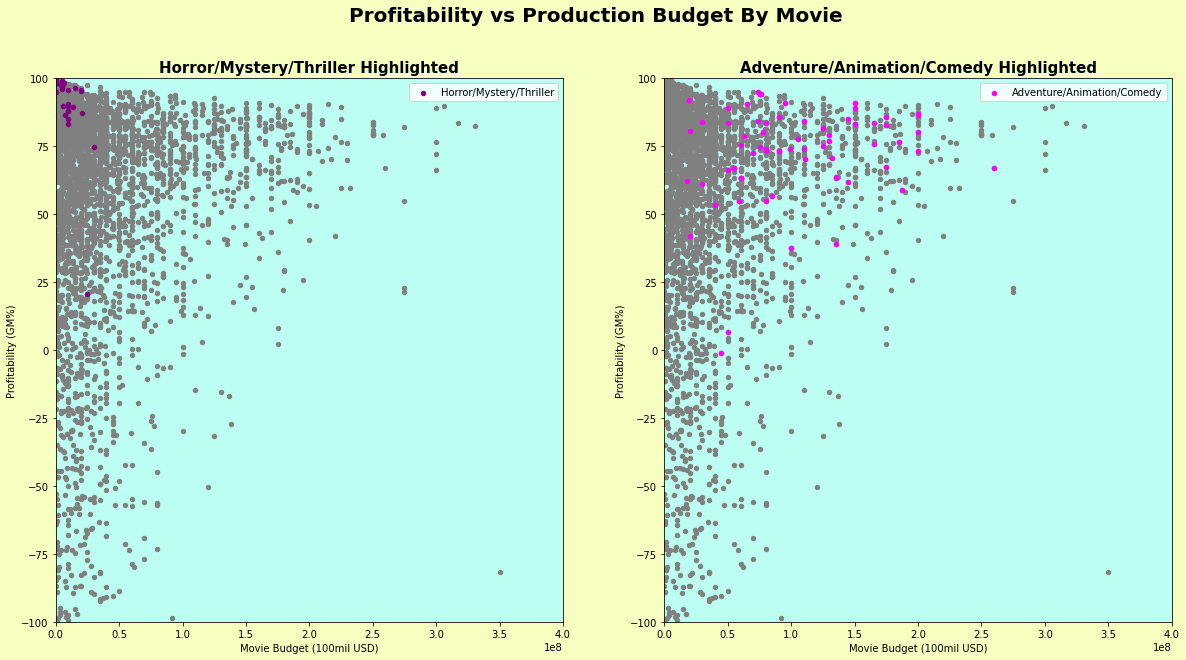 Profitability vs Production Budget By Movie
Horror/Mystery/Thriller Highlighted
Horror/Mystery/Thriller
Profitability (GM%)
100
75
50
25
0
−25
−50
−75
−100
0.0 0.5 1.0 1.5 2.0 2.5 3.0 3.5 4.0
1e8
Movie Budget (100mil USD)
Adventure/Animation/Comedy Highlighted
Adventure/Animation/Comedy
Profitability (GM%)
100
75
50
25
0
−25
−50
−75
−100
0.0 0.5 1.0 1.5 2.0 2.5 3.0 3.5 4.0
1e8
Movie Budget (100mil USD)